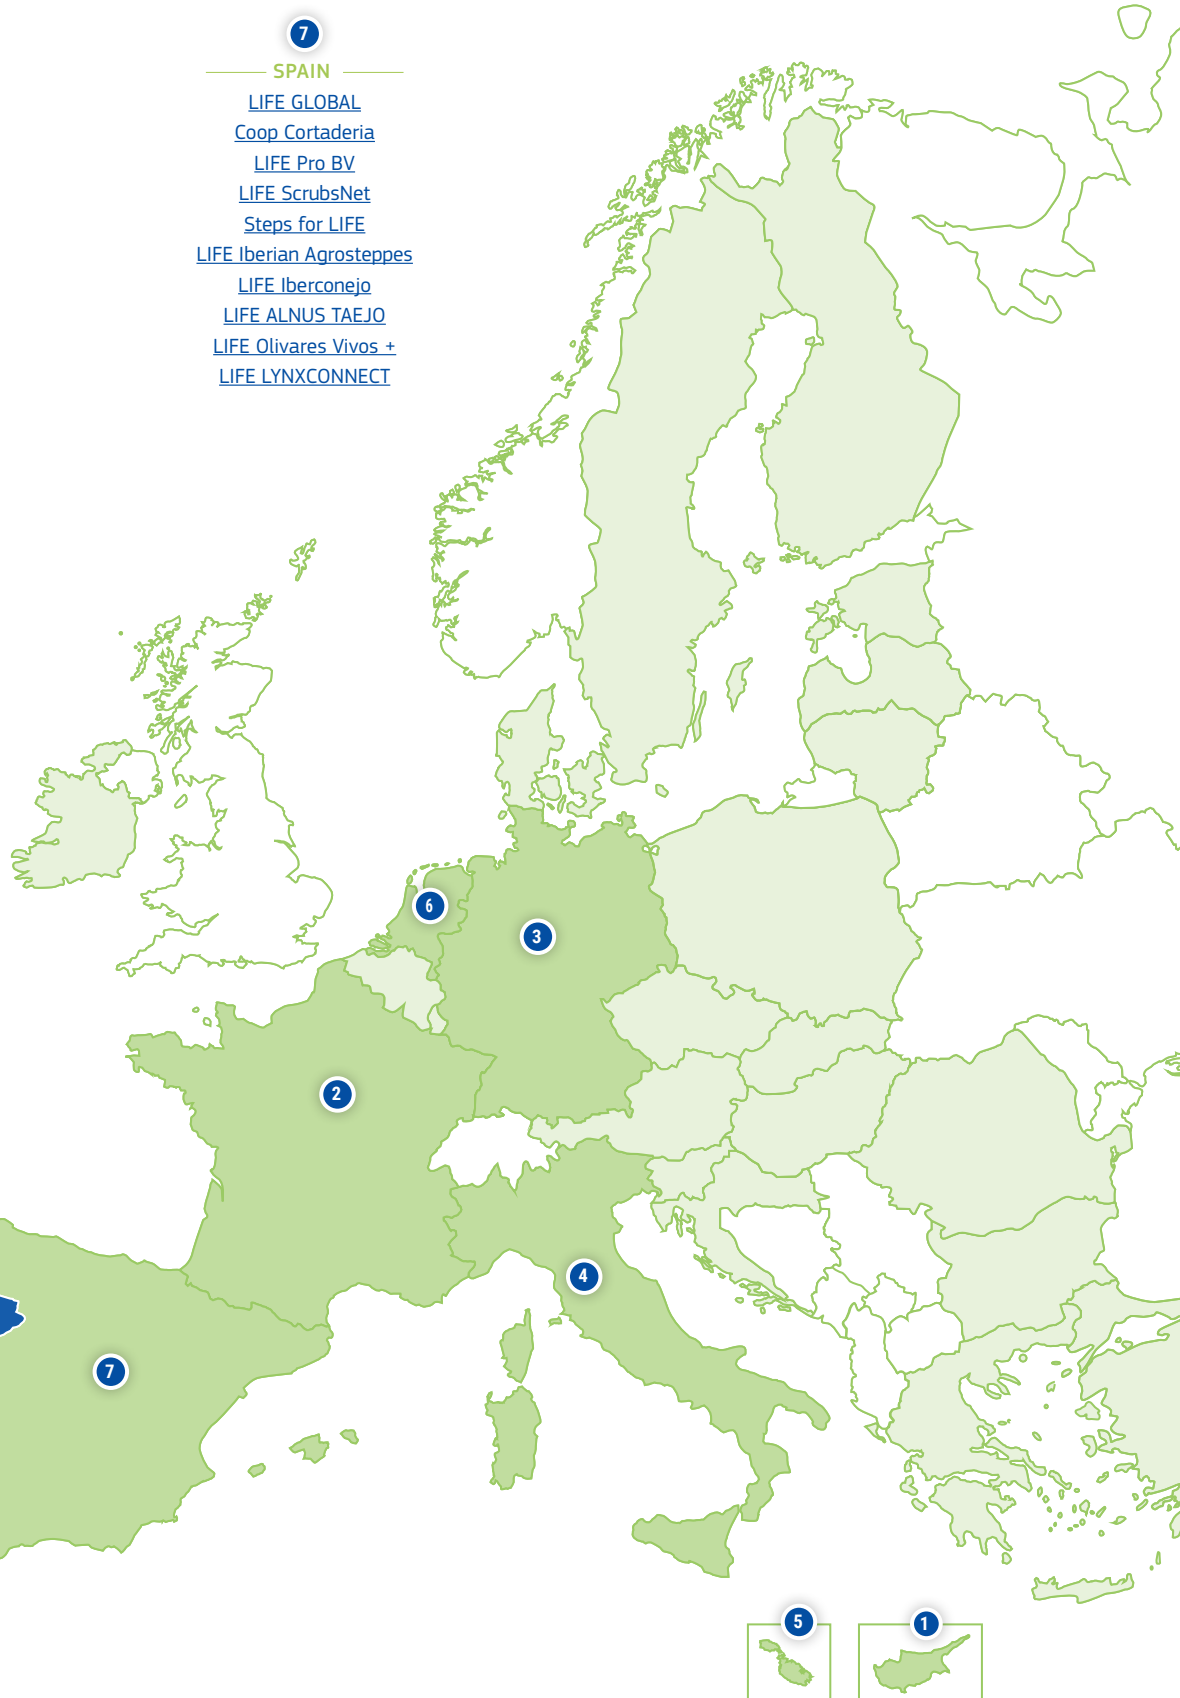 7
SPAIN
LIFE GLOBAL
Coop Cortaderia
LIFE Pro BV
LIFE ScrubsNet
Steps for LIFE
LIFE Iberian Agrosteppes
LIFE Iberconejo
LIFE ALNUS TAEJO
LIFE Olivares Vivos +
LIFE LYNXCONNECT
6
3
2
4
7
5
1